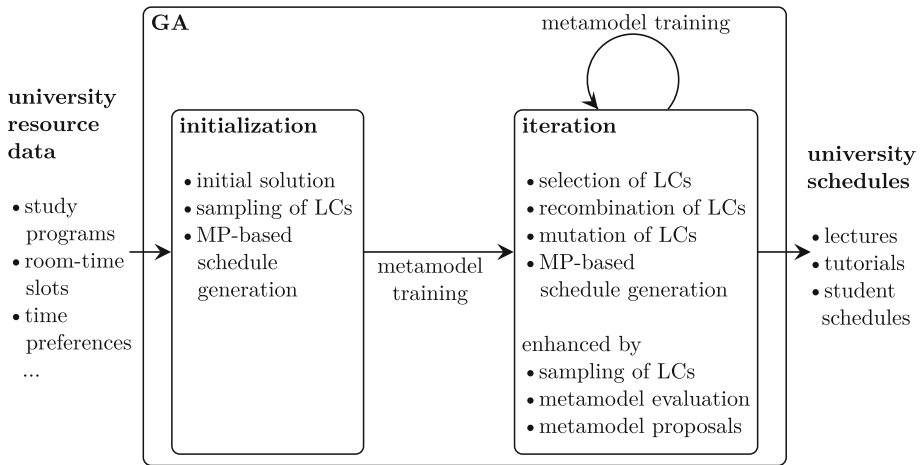 GA
metamodel training
university
resource
data
• study
programs
• room-time
slots
• time
preferences
...
initialization
• initial solution
• sampling of LCs
• MP-based
schedule
generation
metamodel
training
iteration
• selection of LCs
• recombination of LCs
• mutation of LCs
• MP-based
schedule generation
enhanced by
• sampling of LCs
• metamodel evaluation
• metamodel proposals
university
schedules
• lectures
• tutorials
• student
schedules